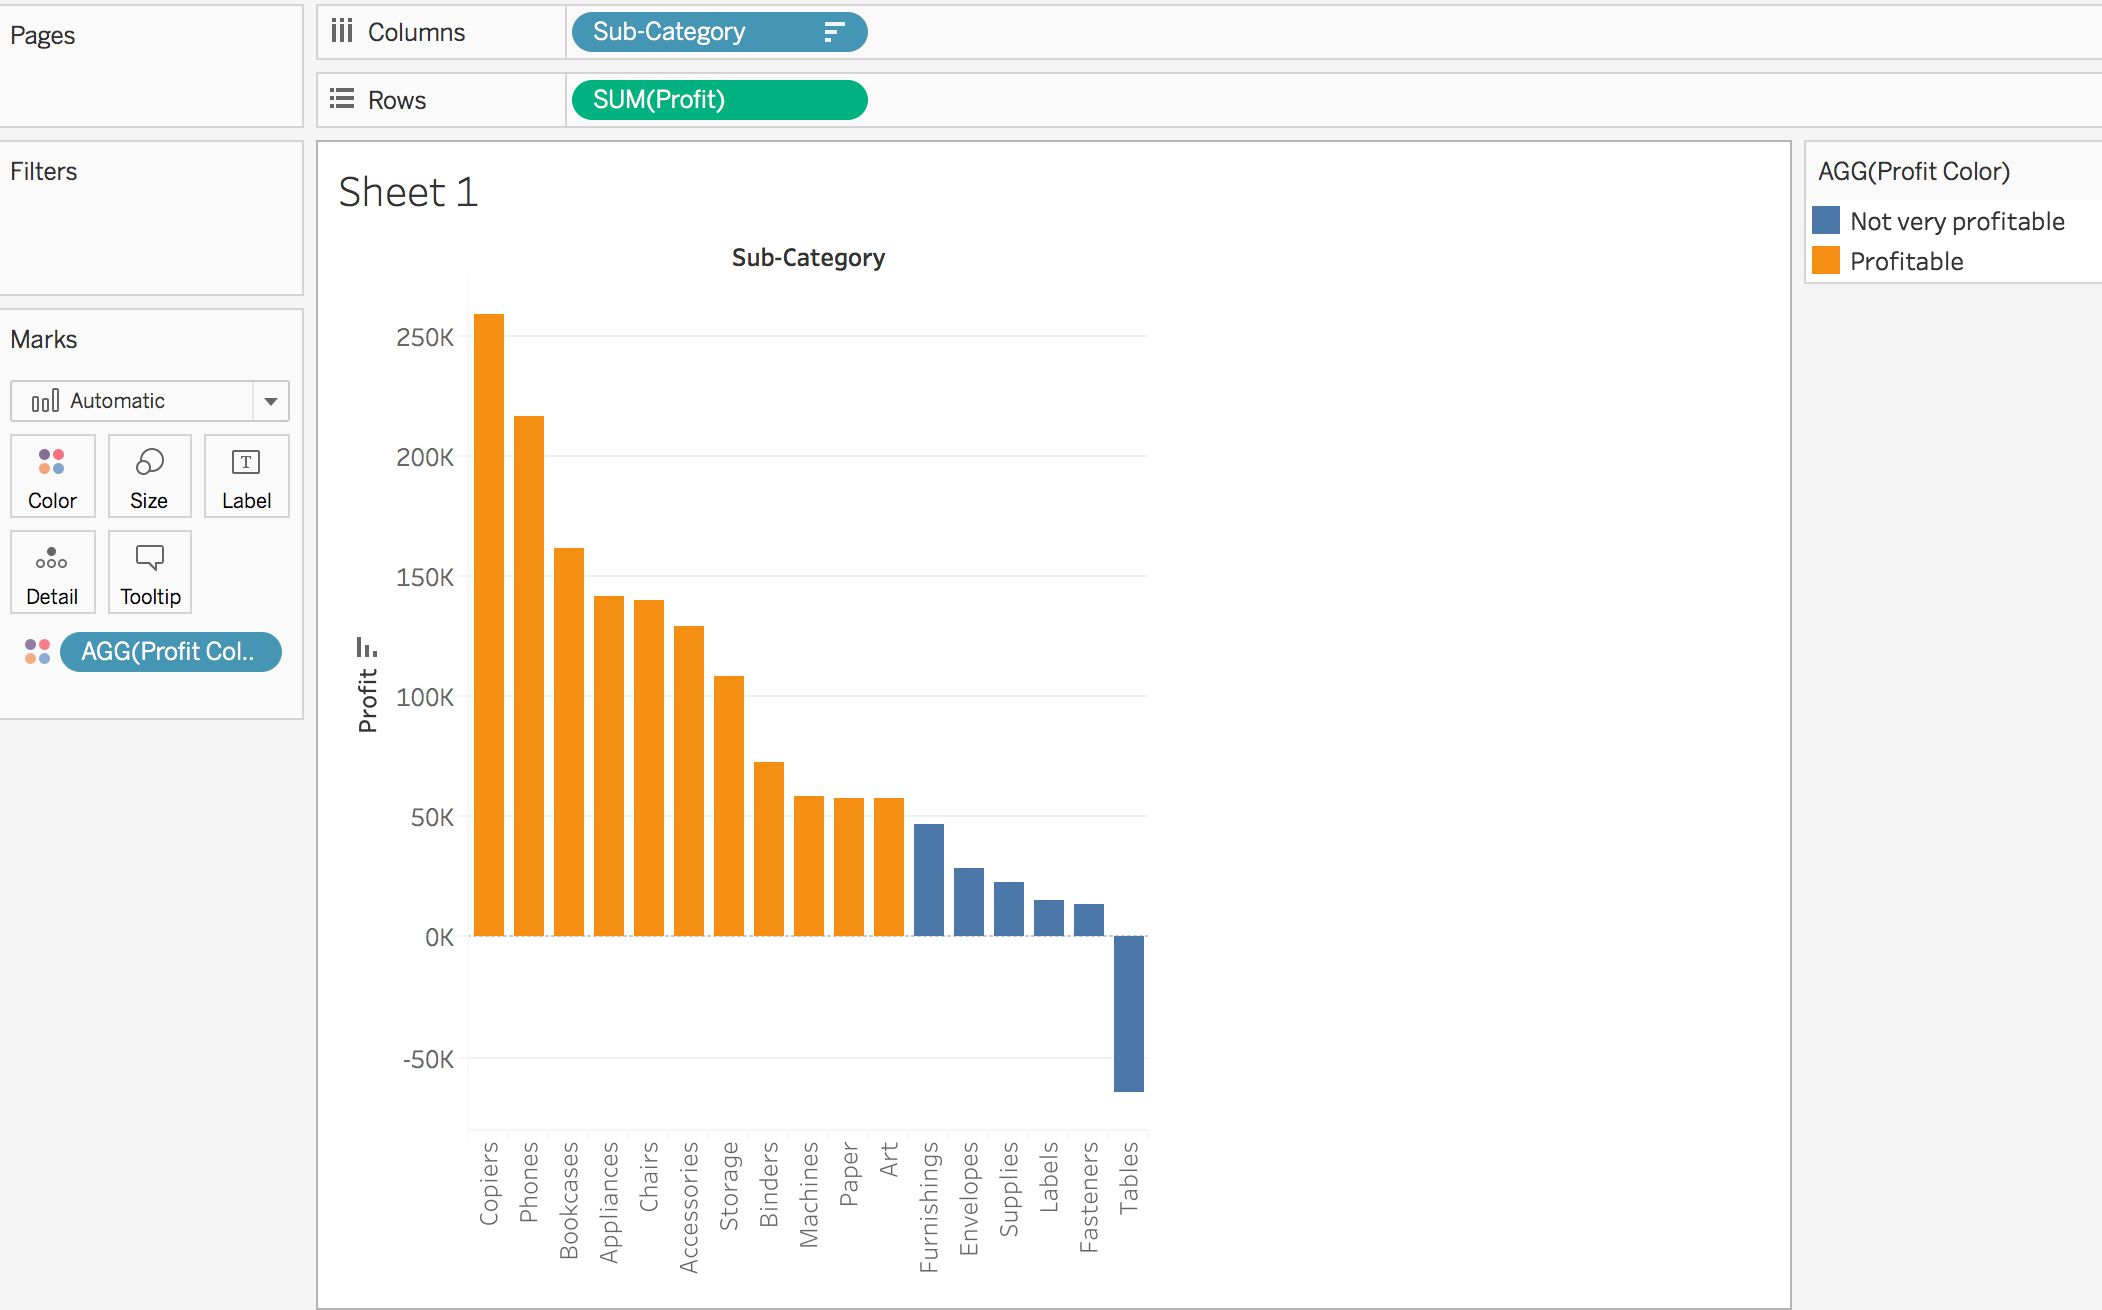 Pages
Columns
Sub-Category
Rows
SUM(Profit)
Filters
Marks
Automatic
Color
Size
Label
Detail
Tooltip
AGG(Profit Col..
Sheet 1
Sub-Category
Profit
250K
200K
150K
100K
50K
0K
-50K
Copiers
Phones
Bookcases
Appliances
Chairs
Accessories
Storage
Binders
Machines
Paper
Art
Furnishings
Envelopes
Supplies
Labels
Fasteners
Tables
AGG(Profit Color)
Not very profitable
Profitable